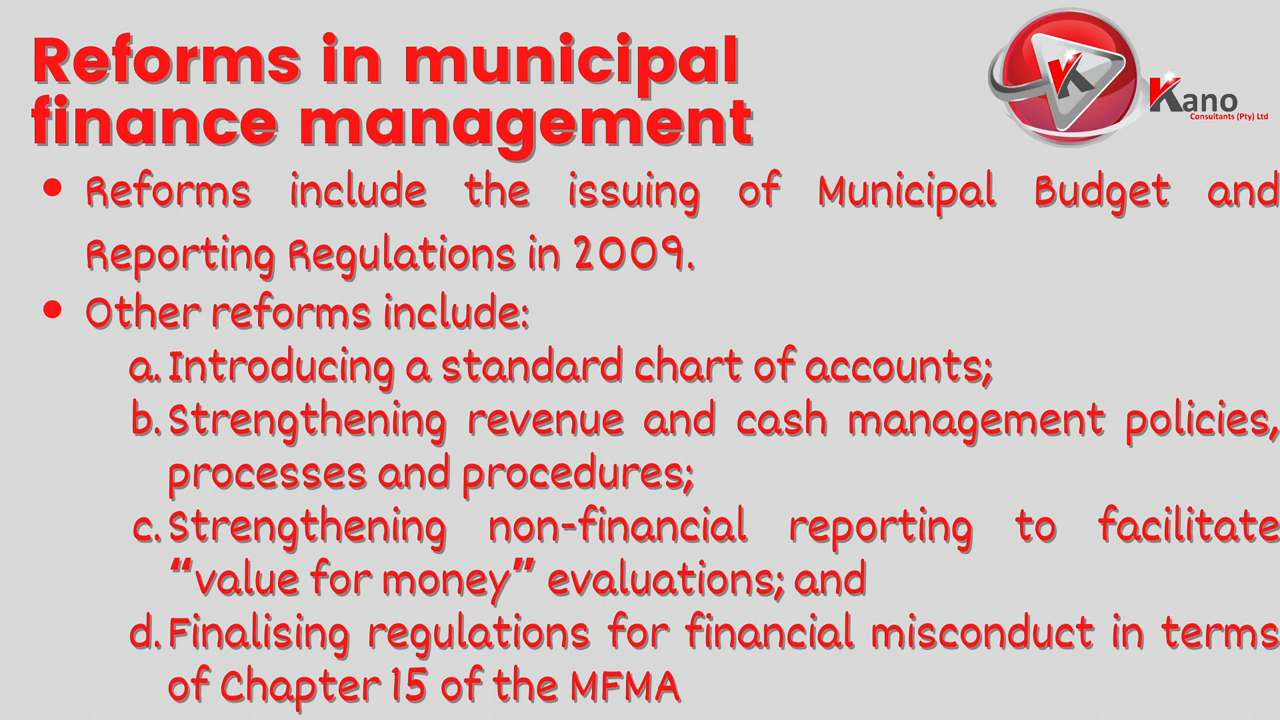 Reforms in municipal
finance management
K
Kano
Consultants (Pty) Ltd
• Reforms include the issuing of Municipal Budget and
Reporting Regulations in 2009.
• Other reforms include:
a. Introducing a standard chart of accounts;
b. Strengthening revenue and cash management policies,
processes and procedures;
c. Strengthening non-financial reporting to facilitate
“value for money” evaluations; and
d. Finalising regulations for financial misconduct in terms
of Chapter 15 of the MFMA